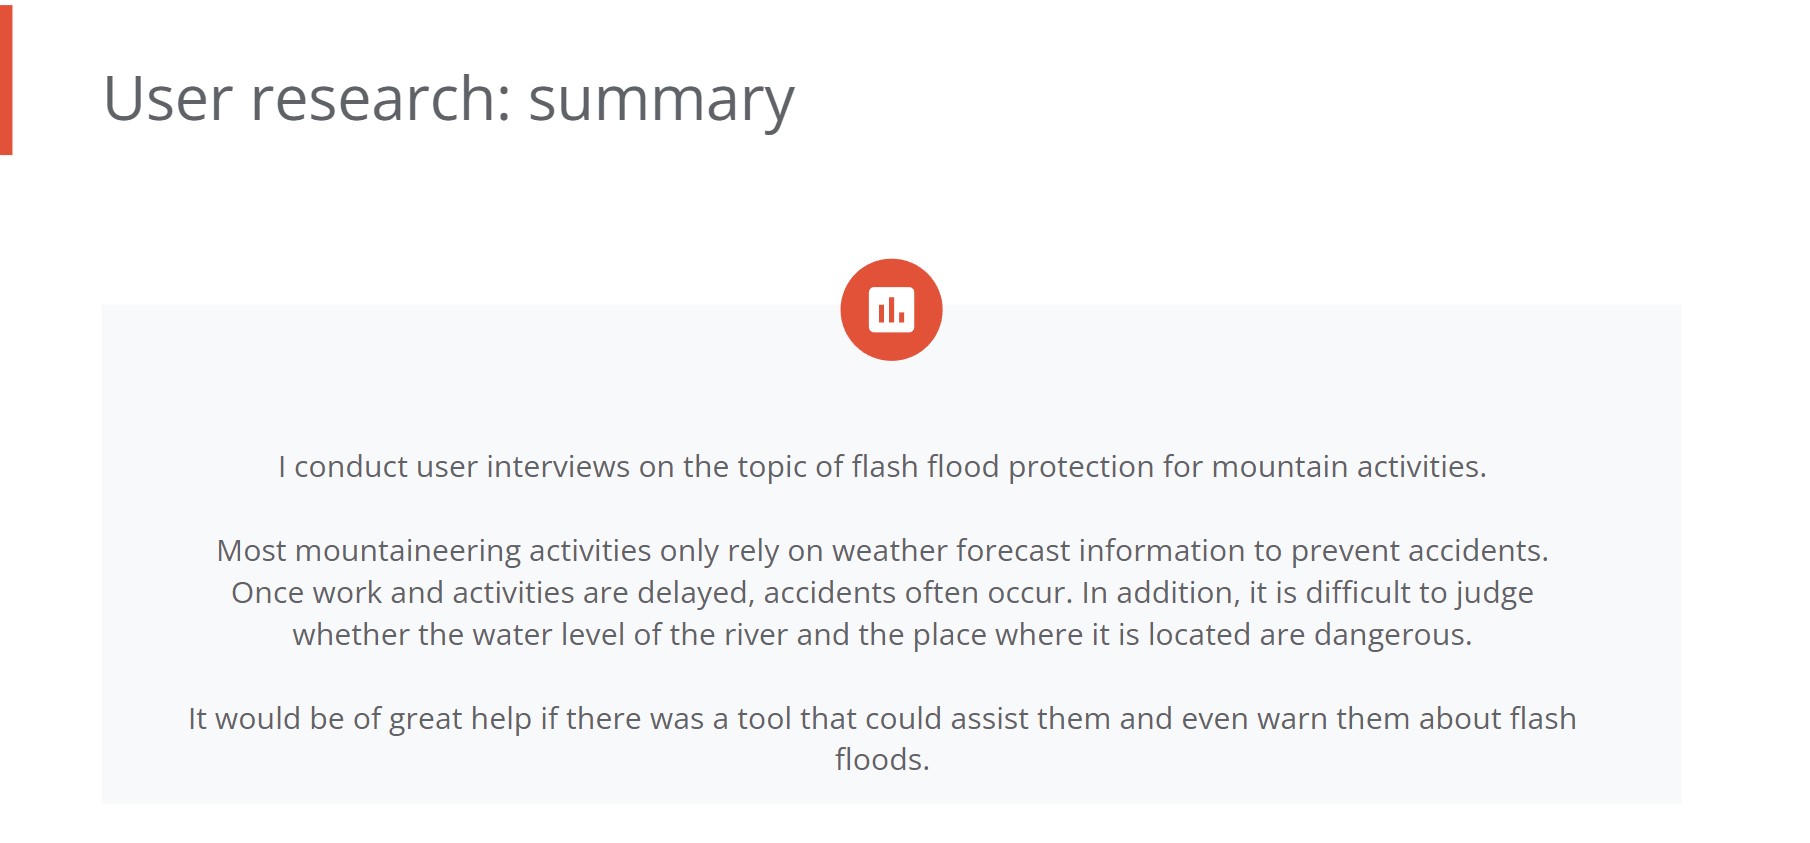 User research: summary
I conduct user interviews on the topic of flash flood protection for mountain activities.
Most mountaineering activities only rely on weather forecast information to prevent accidents.
Once work and activities are delayed, accidents often occur. In addition, it is difficult to judge
whether the water level of the river and the place where it is located are dangerous.
It would be of great help if there was a tool that could assist them and even warn them about flash
floods.